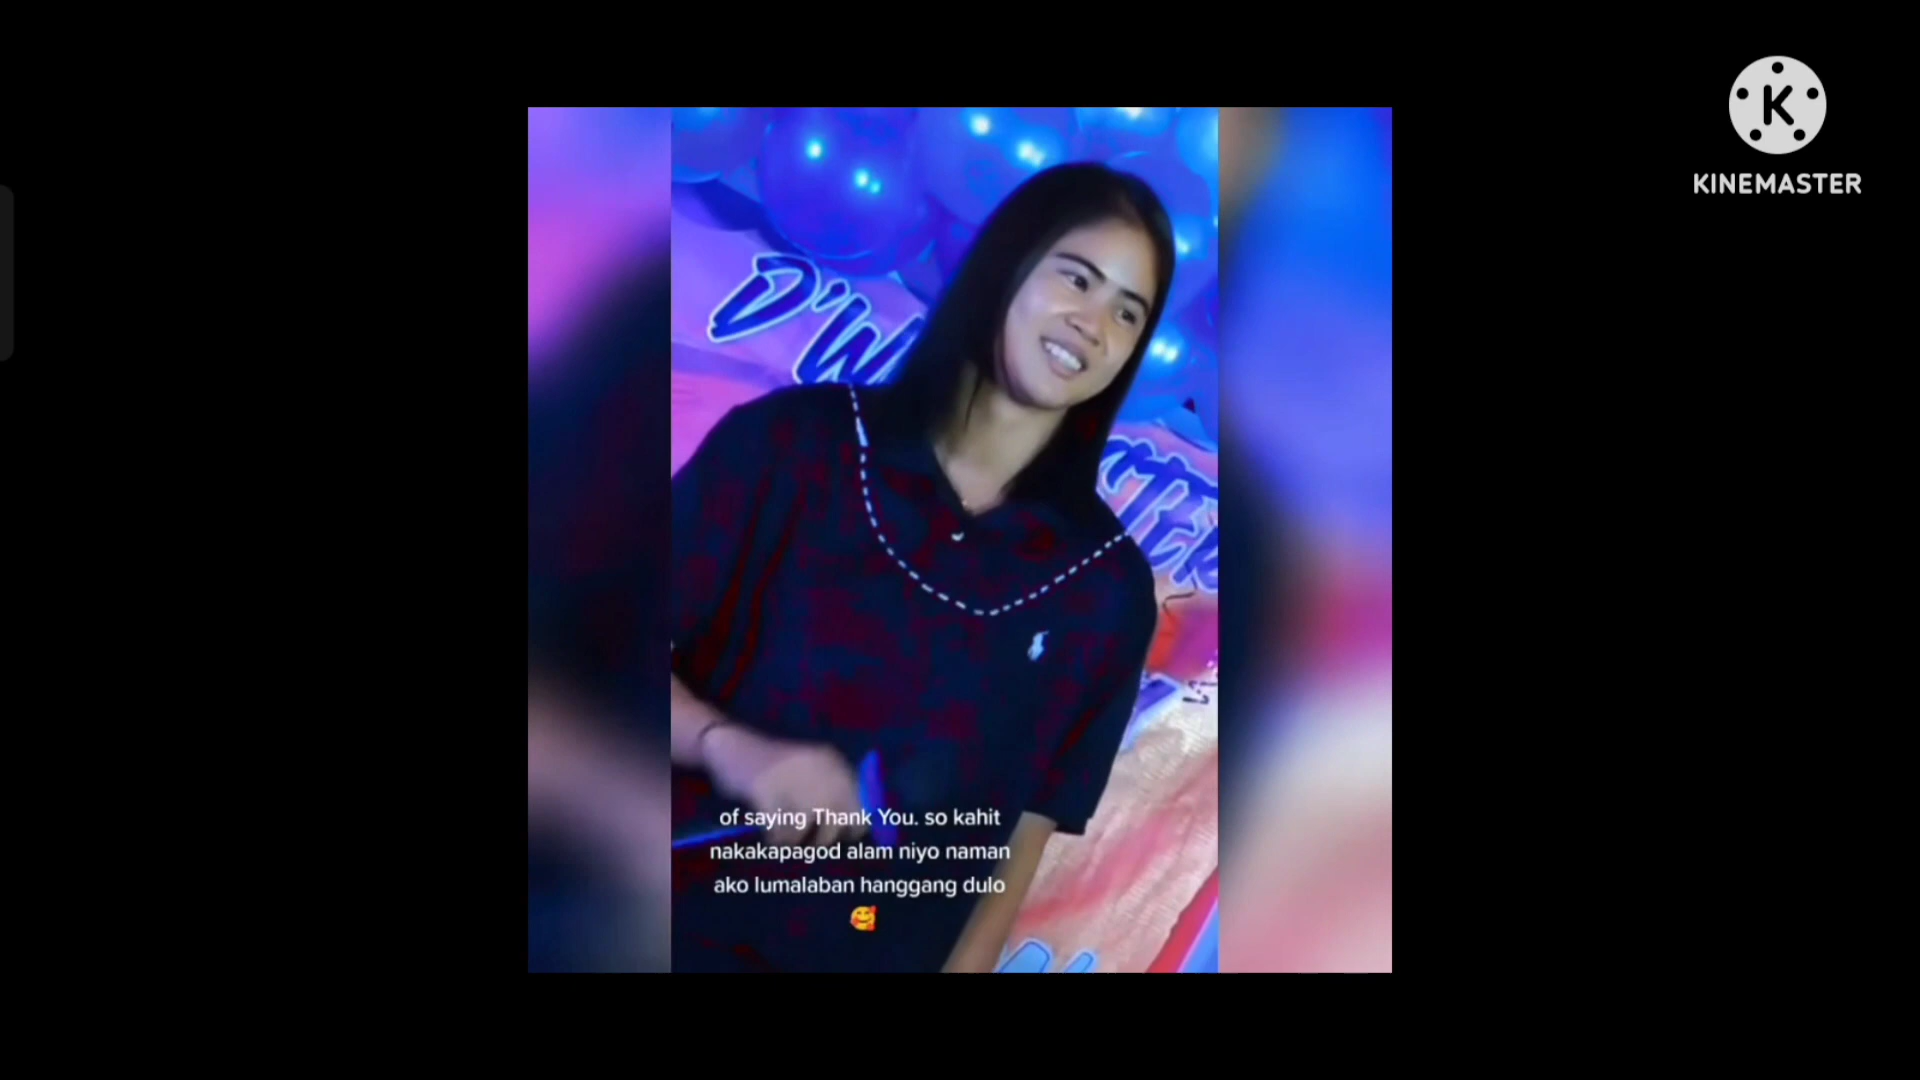 KINEMASTER
D'W
of saying Thank You. so kahit
nakakapagod alam niyo naman
ako lumalaban hanggang dulo